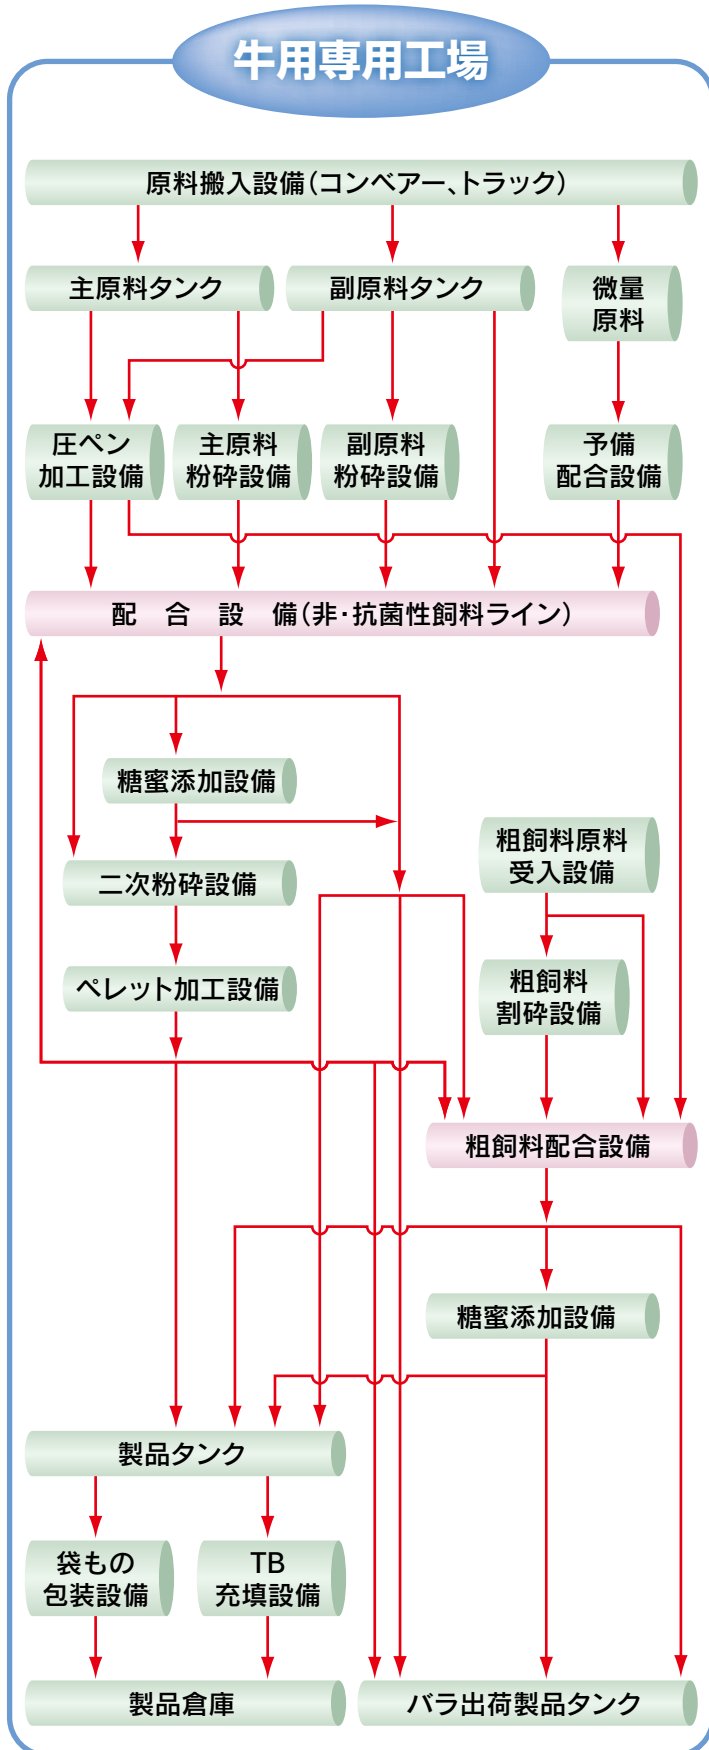 牛用専用工場
原料搬入設備(コンベアー、トラック)
主原料タンク
副原料タンク
微量
原料
圧ペン
加工設備
主原料
粉砕設備
副原料
粉砕設備
予備
配合設備
配 合 設 備(非・抗菌性飼料ライン)
糖蜜添加設備
粗飼料原料
受入設備
二次粉砕設備
ペレット加工設備
粗飼料
割砕設備
粗飼料配合設備
糖蜜添加設備
製品タンク
袋もの
包装設備
TB
充填設備
製品倉庫
バラ出荷製品タンク